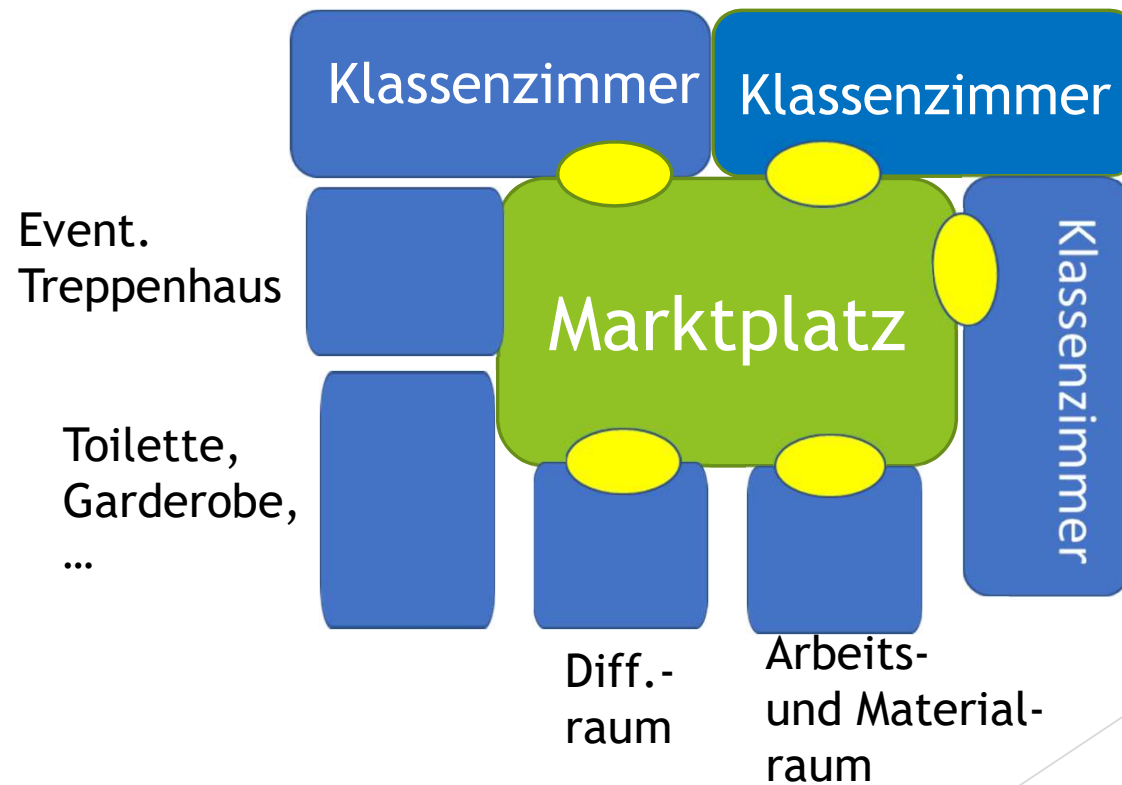 Klassenzimmer
Klassenzimmer
Event.
Treppenhaus
Marktplatz
Klassenzimmer
Toilette,
Garderobe,
…
Diff.-
raum
Arbeits-
und Material-
raum